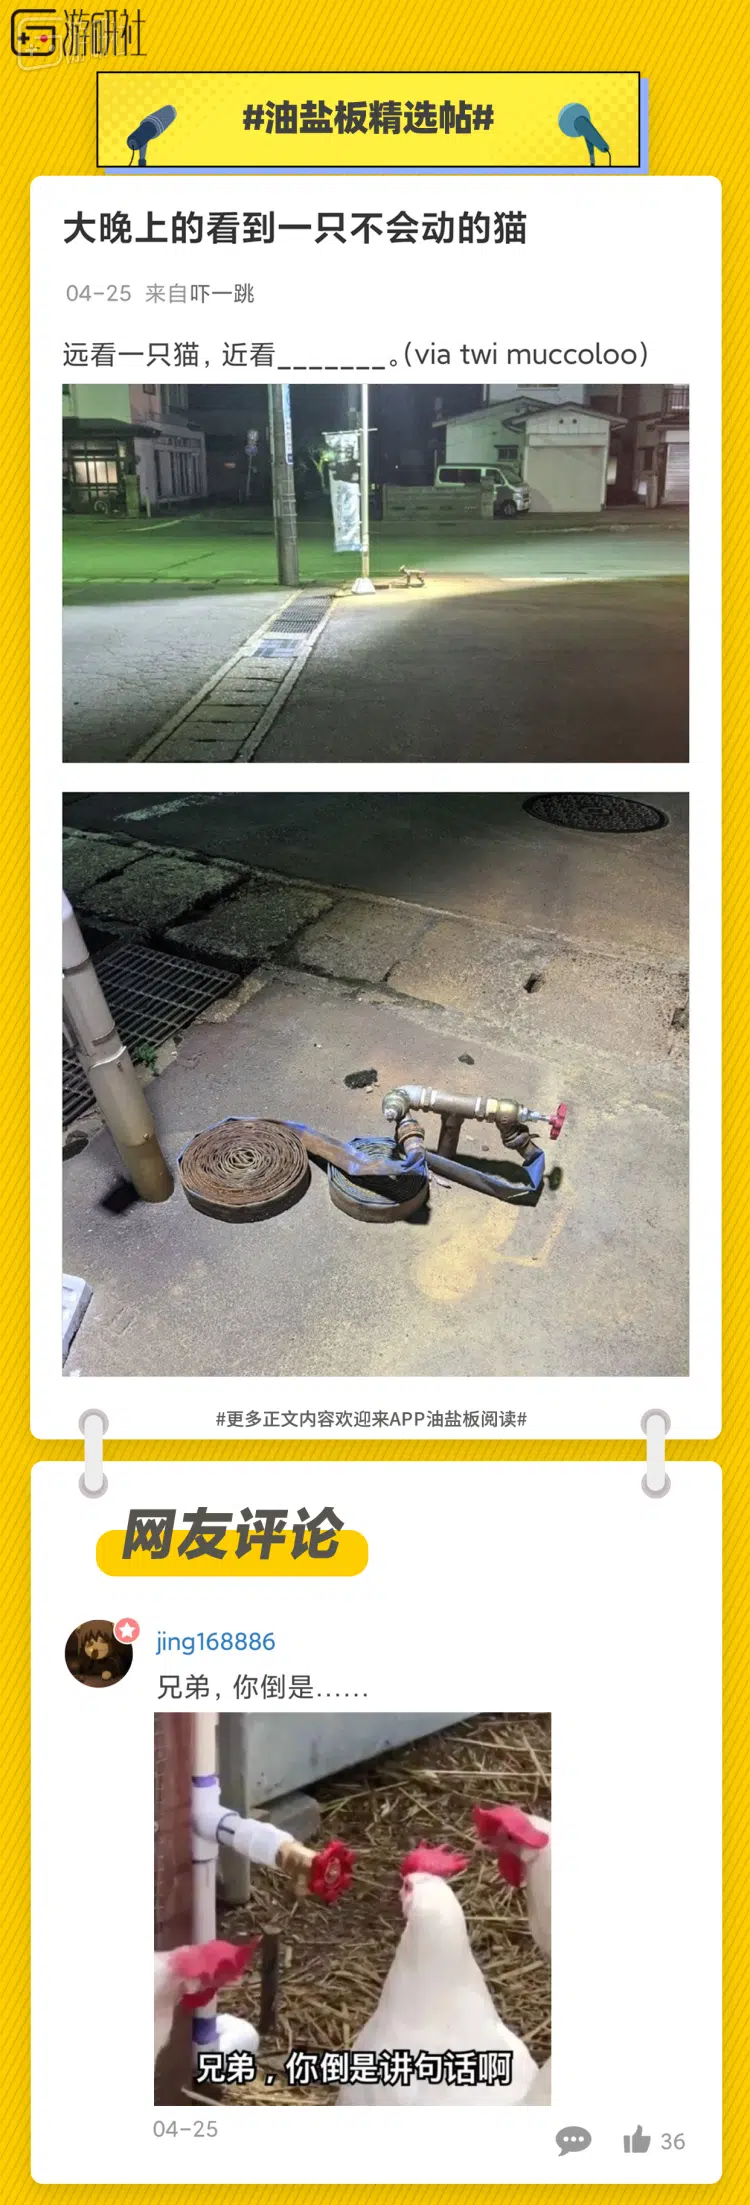 游研社
#油盐板精选帖#
大晚上的看到一只不会动的猫
04-25 来自吓一跳
远看一只猫，近看_______。(via twi muccoloo)
#更多正文内容欢迎来APP油盐板阅读#
网友评论
jing168886
兄弟，你倒是……
兄弟，你倒是讲句话啊
04-25
36